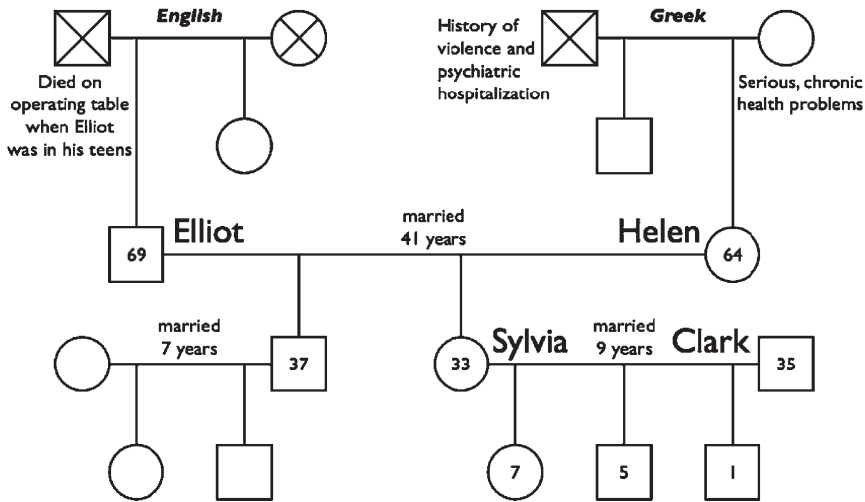 English
Greek
Died on
operating table
when Elliot
was in his teens
History of
violence and
psychiatric
hospitalization
Serious, chronic
health problems
69
Elliot
married
41 years
Helen
64
married
7 years
37
33
Sylvia
married
9 years
Clark
35
7
5
1